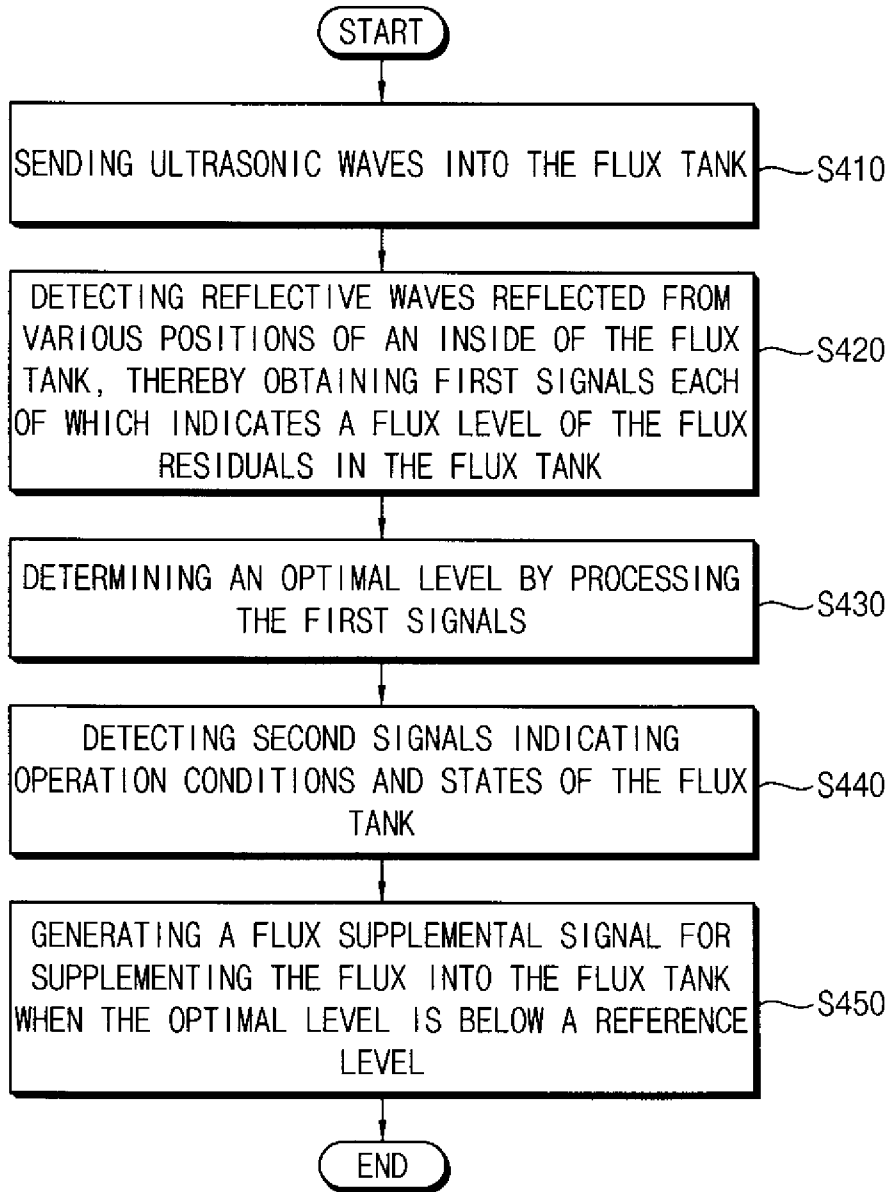 START
SENDING ULTRASONIC WAVES INTO THE FLUX TANK
S410
DETECTING REFLECTIVE WAVES REFLECTED FROM
VARIOUS POSITIONS OF AN INSIDE OF THE FLUX
TANK, THEREBY OBTAINING FIRST SIGNALS EACH
OF WHICH INDICATES A FLUX LEVEL OF THE FLUX
RESIDUALS IN THE FLUX TANK
S420
DETERMINING AN OPTIMAL LEVEL BY PROCESSING
THE FIRST SIGNALS
S430
DETECTING SECOND SIGNALS INDICATING
OPERATION CONDITIONS AND STATES OF THE FLUX
TANK
S440
GENERATING A FLUX SUPPLEMENTAL SIGNAL FOR
SUPPLEMENTING THE FLUX INTO THE FLUX TANK
WHEN THE OPTIMAL LEVEL IS BELOW A REFERENCE
LEVEL
S450
END